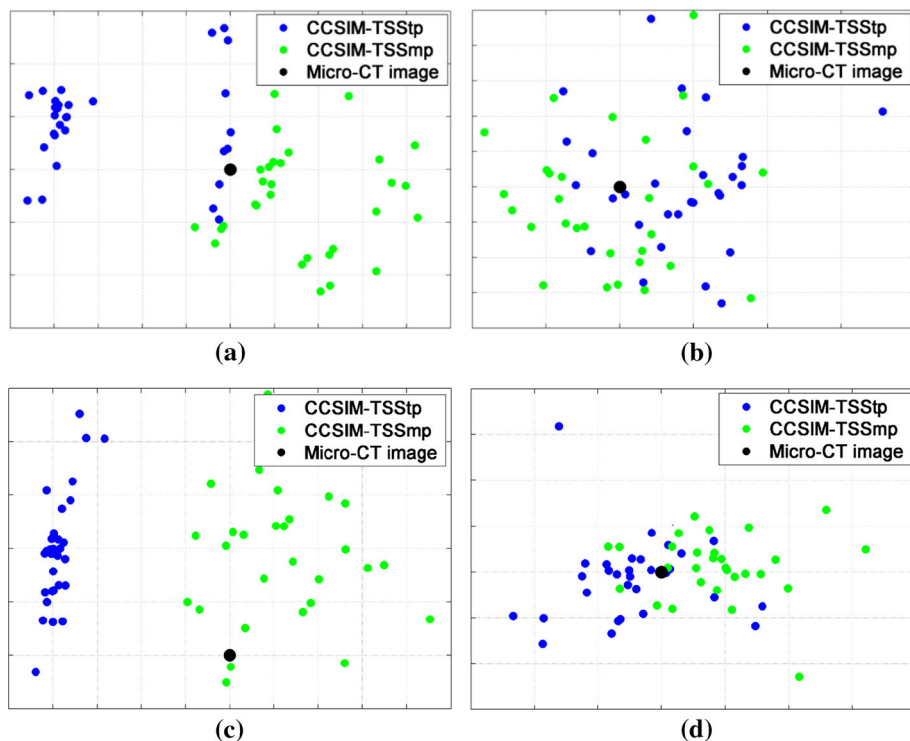 CCSIM-TSStp
CCSIM-TSSmp
Micro-CT image
(a)
CCSIM-TSStp
CCSIM-TSSmp
Micro-CT image
(b)
CCSIM-TSStp
CCSIM-TSSmp
Micro-CT image
(c)
CCSIM-TSStp
CCSIM-TSSmp
Micro-CT image
(d)